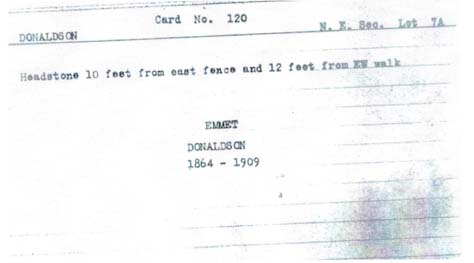 Card No. 120
DONALDSON N. E. Sec. Lot 7A
Headstone 10 feet from east fence and 12 feet from EW walk
EMMET
DONALDSON
1864 - 1909